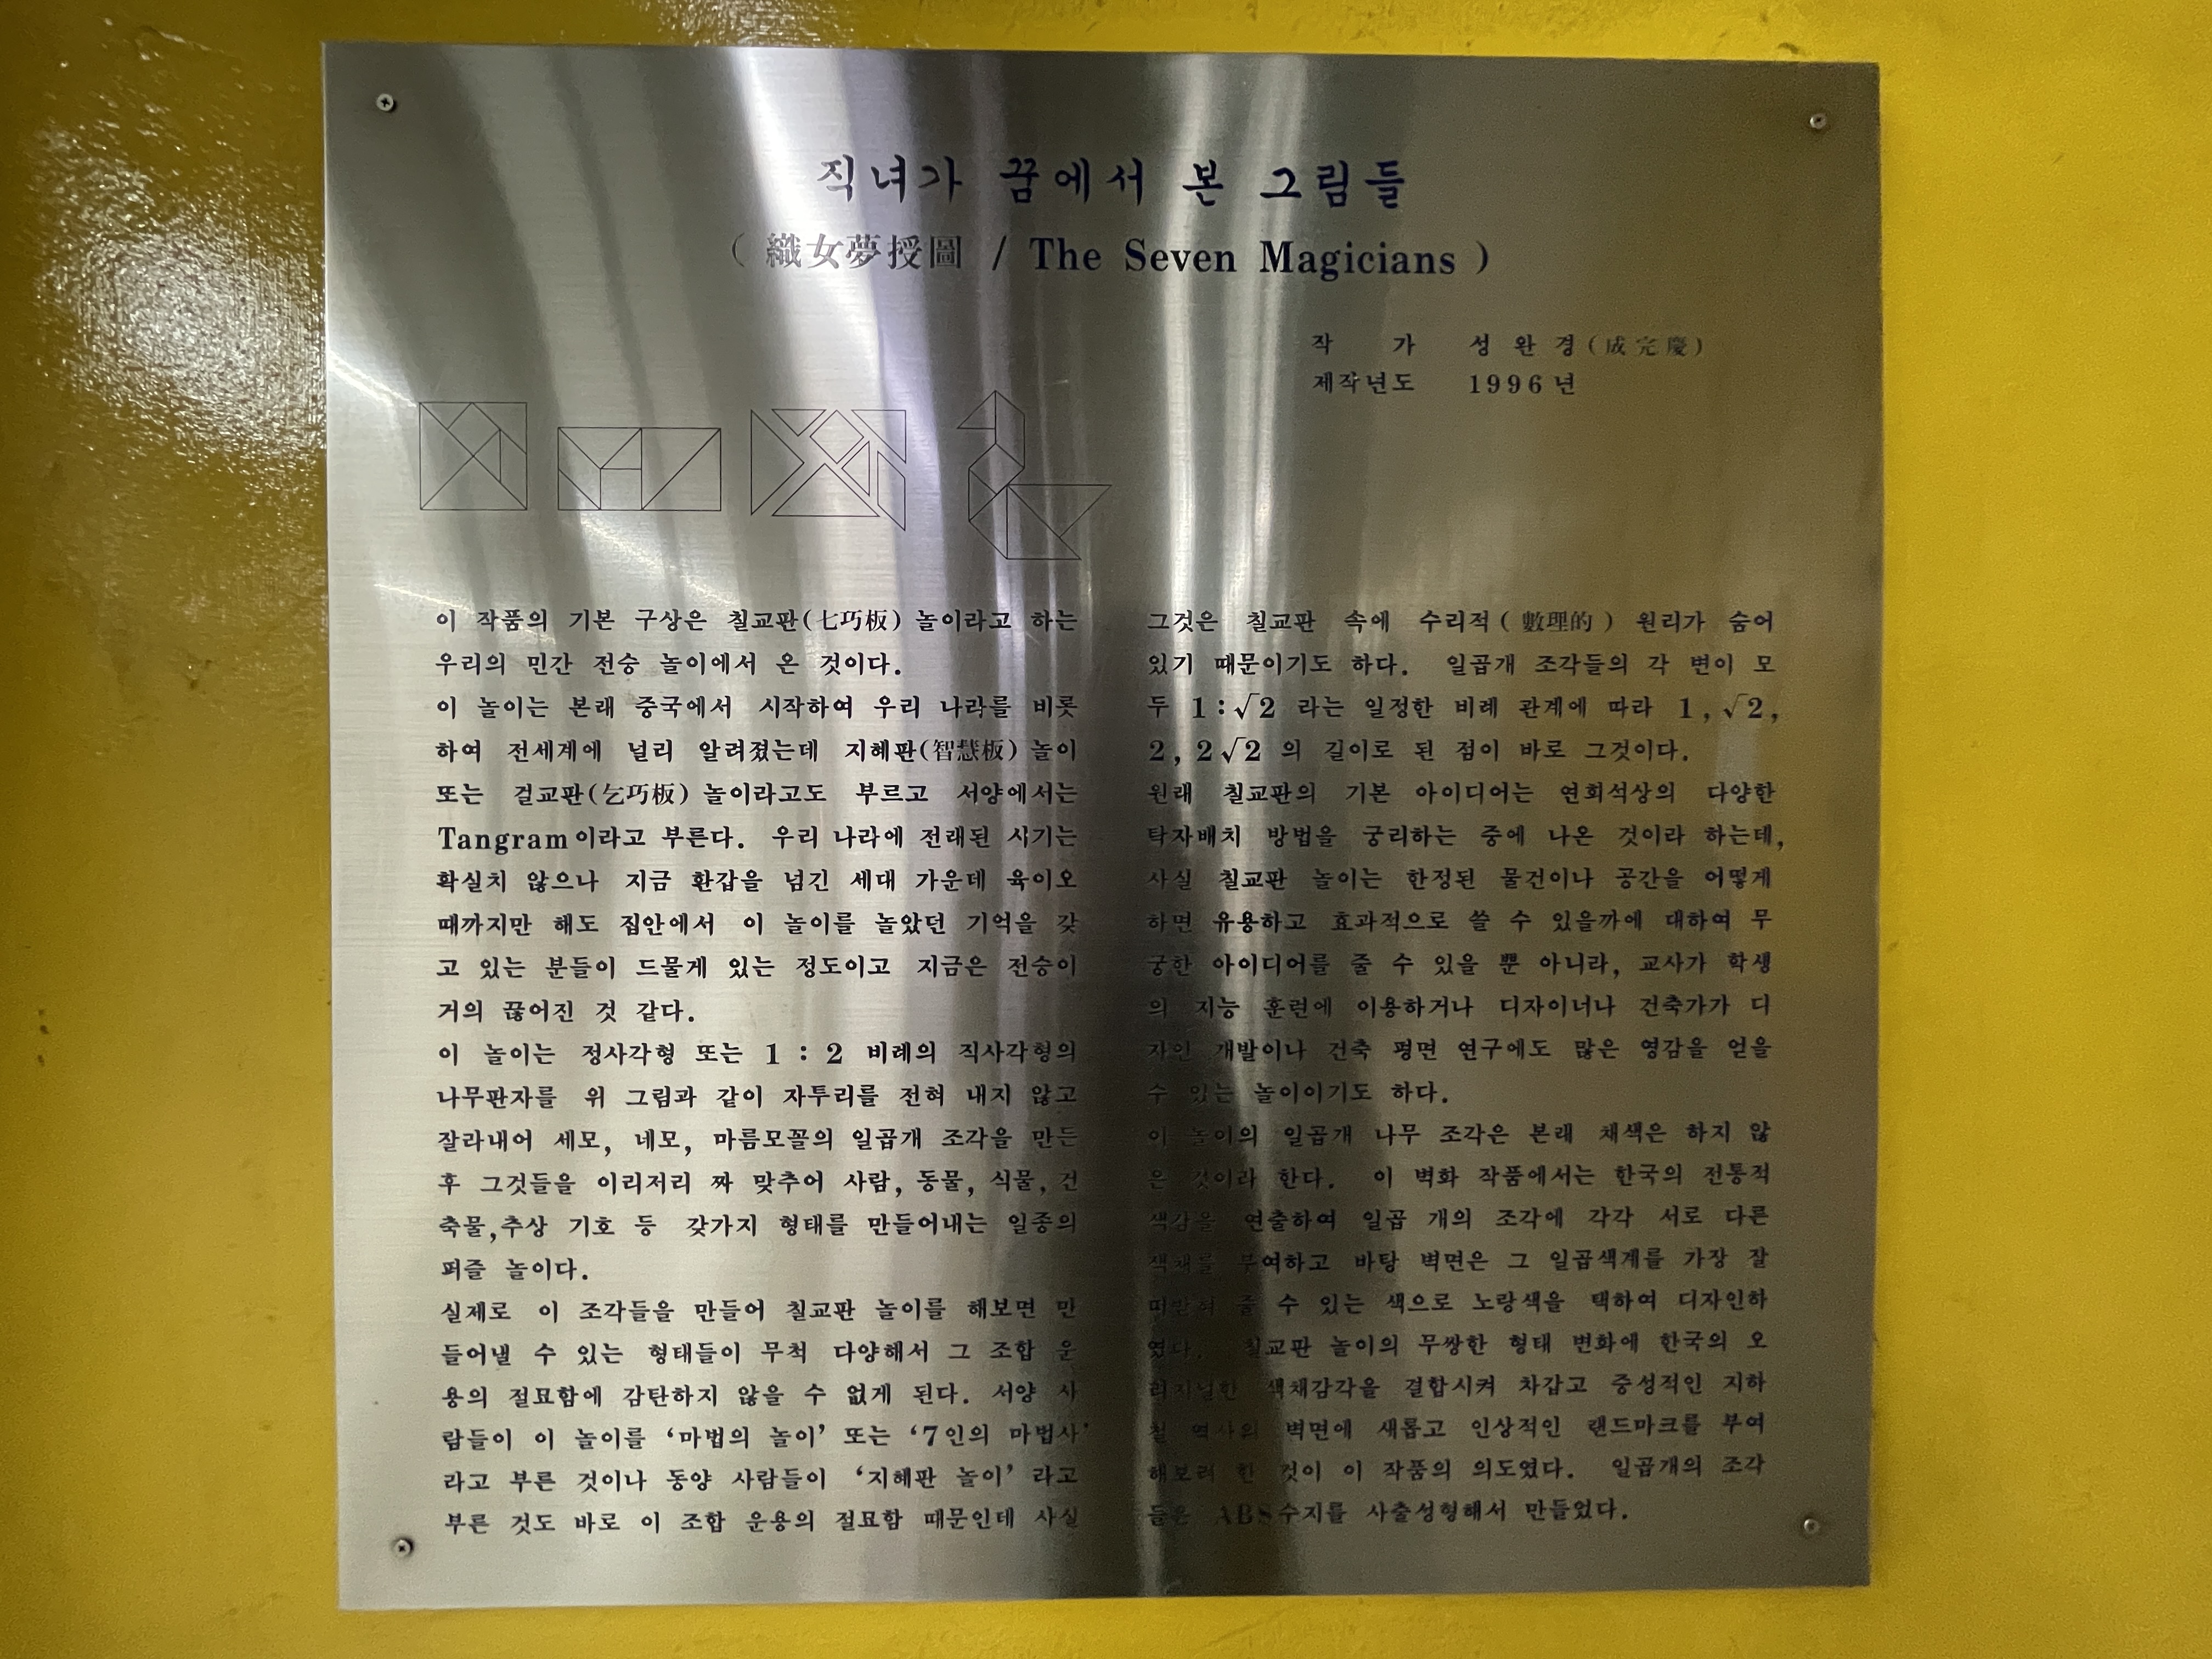 직녀가 꿈에서 본 그림들
( 織女夢授圖 / The Seven Magicians )
작 가 성 완 경 (成完慶)
제작년도 1996년
이 작품의 기본 구상은 칠교판(七巧板) 놀이라고 하는
우리의 민간 전승 놀이에서 온 것이다.
이 놀이는 본래 중국에서 시작하여 우리 나라를 비롯
하여 전세계에 널리 알려졌는데 지혜판(智慧板) 놀이
또는 걸교판(乞巧板) 놀이라고도 부르고 서양에서는
Tangram이라고 부른다. 우리 나라에 전래된 시기는
확실치 않으나 지금 환갑을 넘긴 세대 가운데 육이오
때까지만 해도 집안에서 이 놀이를 놀았던 기억을 갖
고 있는 분들이 드물게 있는 정도이고 지금은 전승이
거의 끊어진 것 같다.
이 놀이는 정사각형 또는 1 : 2 비례의 직사각형의
나무판자를 위 그림과 같이 자투리를 전혀 내지 않고
잘라내어 세모, 네모, 마름모꼴의 일곱개 조각을 만든
후 그것들을 이리저리 짜 맞추어 사람, 동물, 식물, 건
축물,추상 기호 등 갖가지 형태를 만들어내는 일종의
퍼즐 놀이다.
실제로 이 조각들을 만들어 칠교판 놀이를 해보면 만
들어낼 수 있는 형태들이 무척 다양해서 그 조합 운
용의 절묘함에 감탄하지 않을 수 없게 된다. 서양 사
람들이 이 놀이를 ‘마법의 놀이’ 또는 ‘7인의 마법사’
라고 부른 것이나 동양 사람들이 ‘지혜판 놀이’ 라고
부른 것도 바로 이 조합 운용의 절묘함 때문인데 사실
그것은 칠교판 속에 수리적 ( 數理的 ) 원리가 숨어
있기 때문이기도 하다. 일곱개 조각들의 각 변이 모
두 1:√2 라는 일정한 비례 관계에 따라 1, √2,
2, 2√2 의 길이로 된 점이 바로 그것이다.
원래 칠교판의 기본 아이디어는 연회석상의 다양한
탁자배치 방법을 궁리하는 중에 나온 것이라 하는데,
사실 칠교판 놀이는 한정된 물건이나 공간을 어떻게
하면 유용하고 효과적으로 쓸 수 있을까에 대하여 무
궁한 아이디어를 줄 수 있을 뿐 아니라, 교사가 학생
의 지능 훈련에 이용하거나 디자이너나 건축가가 디
자인 개발이나 건축 평면 연구에도 많은 영감을 얻을
수 있는 놀이이기도 하다.
이 놀이의 일곱개 나무 조각은 본래 채색은 하지 않
은 것이라 한다. 이 벽화 작품에서는 한국의 전통적
색감을 연출하여 일곱 개의 조각에 각각 서로 다른
색채를 부여하고 바탕 벽면은 그 일곱색계를 가장 잘
떠받혀 줄 수 있는 색으로 노랑색을 택하여 디자인하
였다. 칠교판 놀이의 무쌍한 형태 변화에 한국의 오
리지널한 색채감각을 결합시켜 차갑고 중성적인 지하
철 역사의 벽면에 새롭고 인상적인 랜드마크를 부여
해보려 한 것이 이 작품의 의도였다. 일곱개의 조각
들은 ABS수지를 사출성형해서 만들었다.